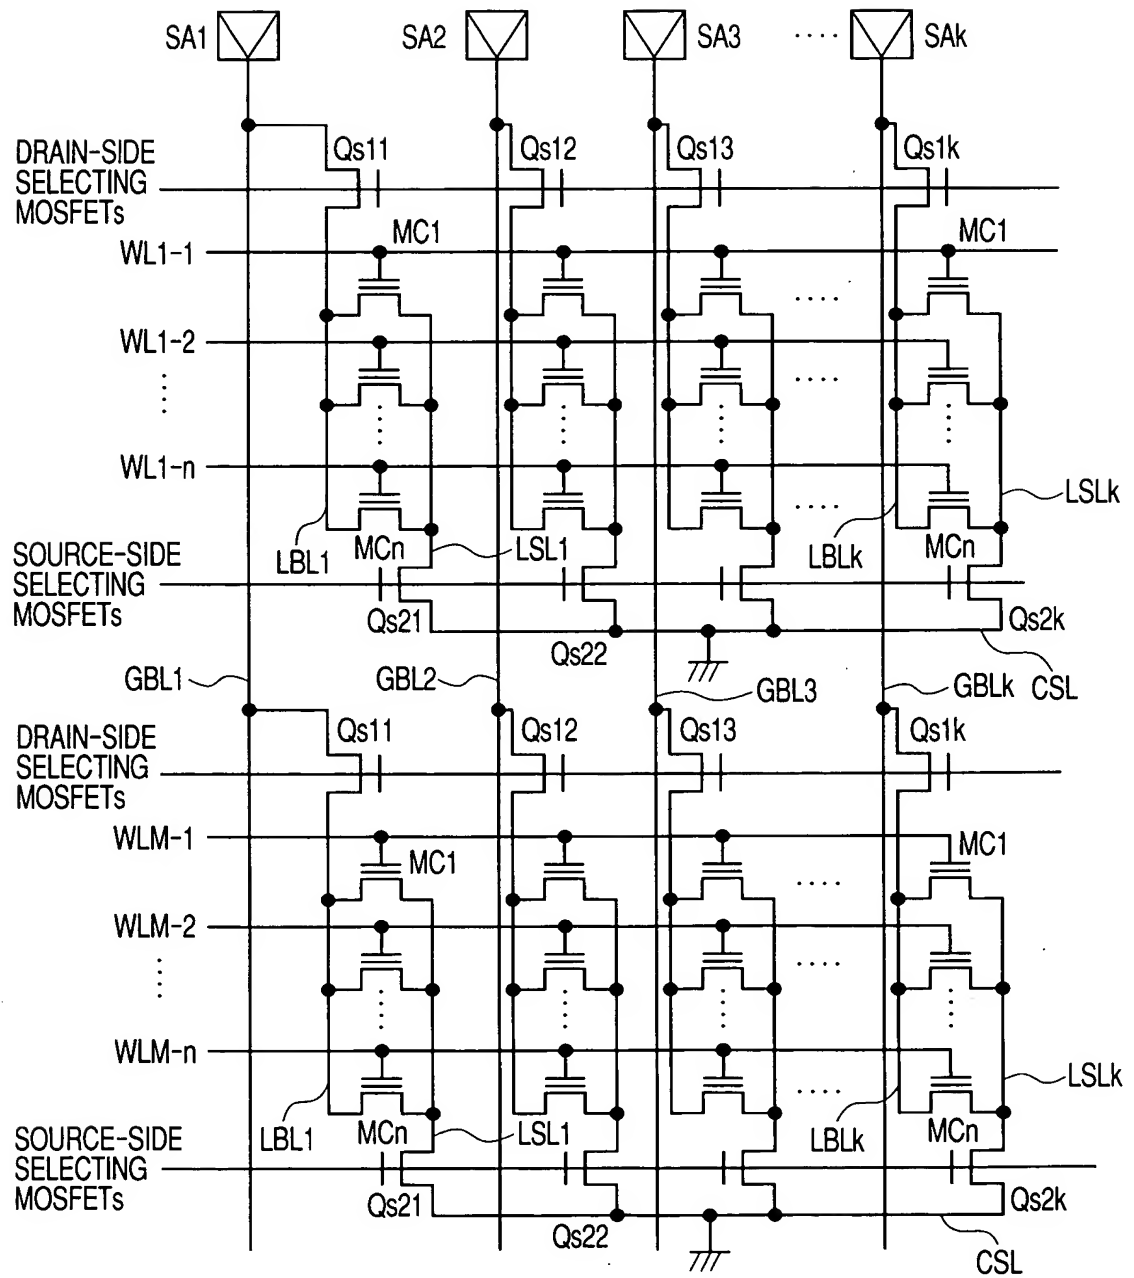 SA1 SA2 SA3 SAk
DRAIN-SIDE
SELECTING
MOSFETs
Qs11 Qs12 Qs13 Qs1k
WL1-1 MC1 MC1
WL1-2
WL1-n
LSLk
LBL1 MCn LSL1 LBLk MCn
SOURCE-SIDE
SELECTING
MOSFETs
Qs21 Qs22 Qs2k
GBL1 GBL2 GBL3 GBLk CSL
DRAIN-SIDE
SELECTING
MOSFETs
Qs11 Qs12 Qs13 Qs1k
WLM-1 MC1 MC1
WLM-2
WLM-n
LSLk
LBL1 MCn LSL1 LBLk MCn
SOURCE-SIDE
SELECTING
MOSFETs
Qs21 Qs22 Qs2k
CSL